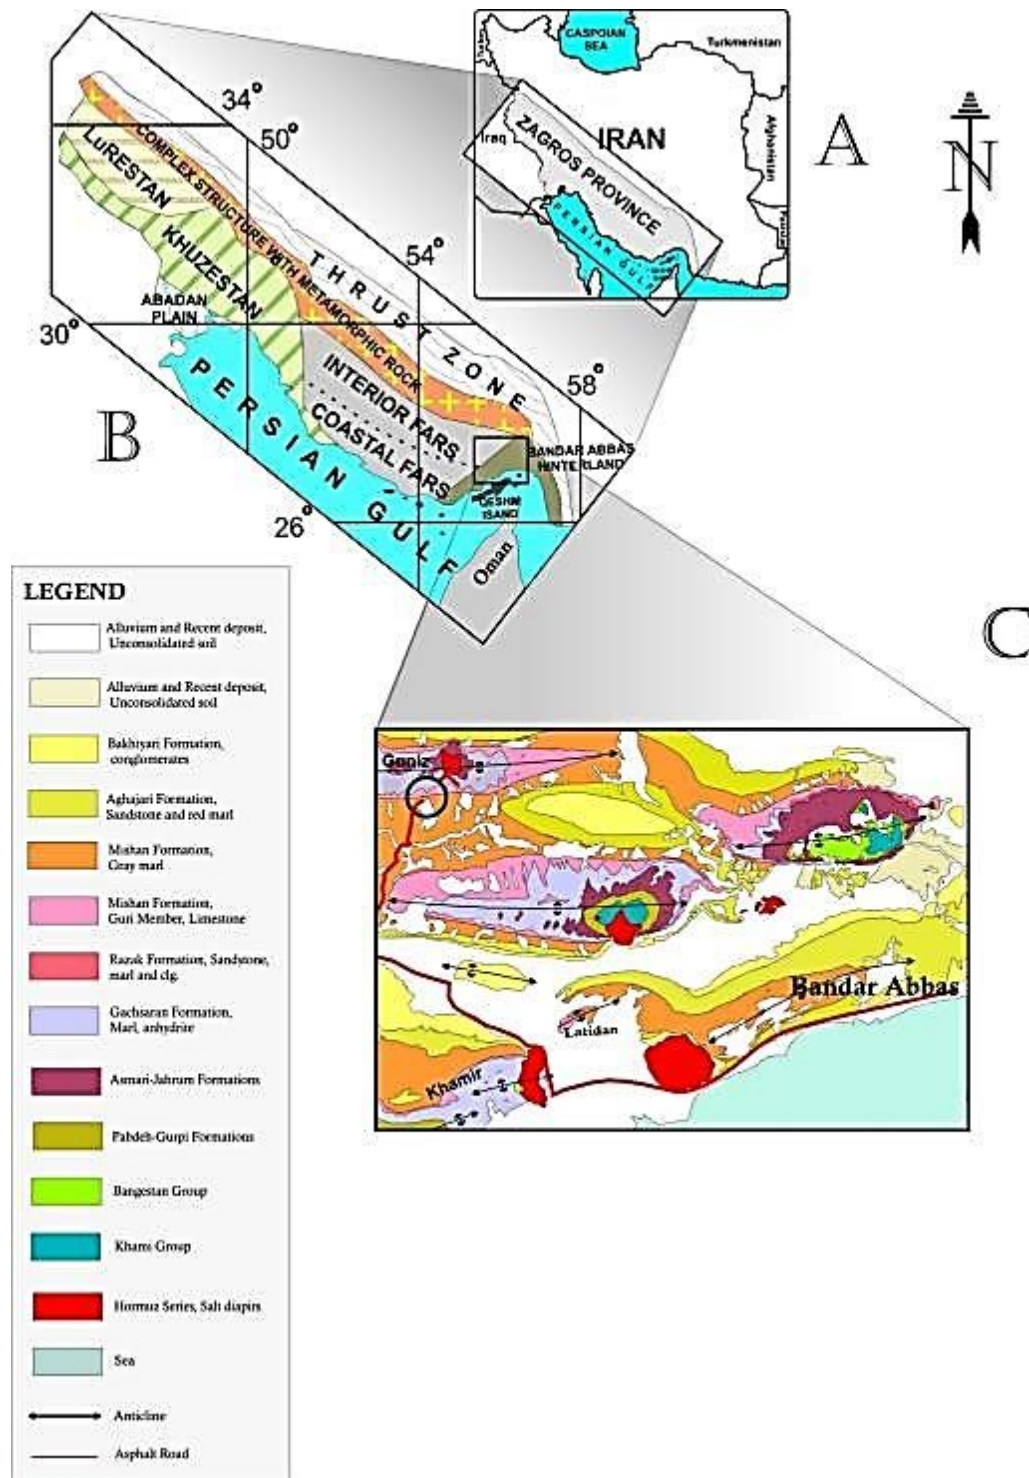 CASPOIAN
SEA
Turkmenistan
Iraq
IRAN
ZAGROS PROVINCE
PERSIAN GULF
Afghanistan
A
N
34°
50°
54°
58°
30°
26°
LuRESTAN
COMPLEX STRUCTURE WITH METAMORPHIC ROCK
THRUST ZONE
KHUZESTAN
ABADAN
PLAIN
INTERIOR FARS
COASTAL FARS
BANDAR ABBAS
HINTERLAND
PERSIAN GULF
QESHM
ISAND
Oman
B
C
LEGEND
Alluvium and Recent deposit,
Unconsolidated soil
Alluvium and Recent deposit,
Unconsolidated soil
Bakhiyari Formation,
conglomerates
Aghajari Formation,
Sandstone and red marl
Mishan Formation,
Gray marl
Mishan Formation,
Guri Member, Limestone
Razak Formation, Sandstone,
marl and clg.
Gachsaran Formation,
Marl, anhydrite
Asmari-Jahrum Formations
Pabdeh-Gurpi Formations
Bangestan Group
Khami Group
Hormuz Series, Salt diapirs
Sea
Anticline
Asphalt Road
Bandar Abbas
Latidan
Khamir